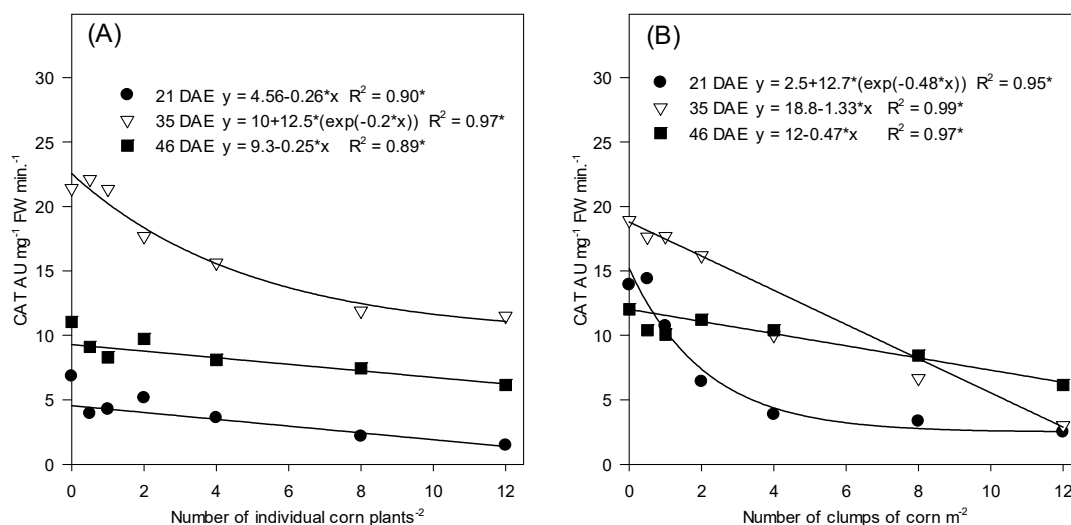 (A)
21 DAE y = 4.56-0.26*x R² = 0.90*
35 DAE y = 10+12.5*(exp(-0.2*x)) R² = 0.97*
46 DAE y = 9.3-0.25*x R² = 0.89*
CAT AU mg⁻¹ FW min.⁻¹
30
25
20
15
10
5
0
0 2 4 6 8 10 12
Number of individual corn plants⁻²
(B)
21 DAE y = 2.5+12.7*(exp(-0.48*x)) R² = 0.95*
35 DAE y = 18.8-1.33*x R² = 0.99*
46 DAE y = 12-0.47*x R² = 0.97*
CAT AU mg⁻¹ FW min.⁻¹
30
25
20
15
10
5
0
0 2 4 6 8 10 12
Number of clumps of corn m⁻²